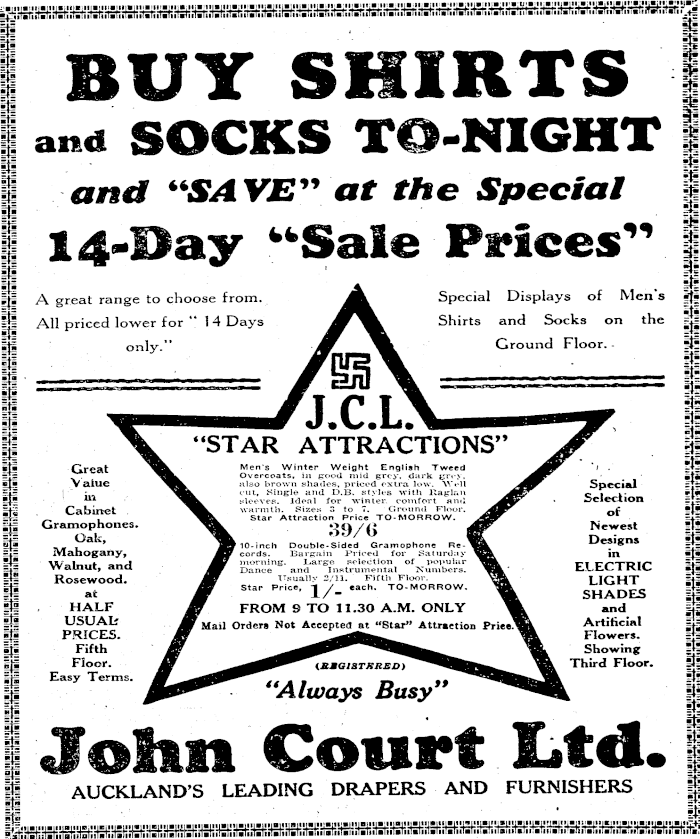 BUY SHIRTS
and SOCKS TO-NIGHT
and "SAVE" at the Special
14-Day "Sale Prices"
A great range to choose from.
All priced lower for " 14 Days
only."
Special Displays of Men's
Shirts and Socks on the
Ground Floor.
J.C.L.
"STAR ATTRACTIONS"
Great
Value
in
Cabinet
Gramophones.
Oak,
Mahogany,
Walnut, and
Rosewood.
at
HALF
USUAL
PRICES.
Fifth
Floor.
Easy Terms.
Men's Winter Weight English Tweed
Overcoats, in good mid grey, dark grey,
also brown shades, priced extra low. Well
cut, Single and D.B. styles with Raglan
sleeves. Ideal for winter comfort and
warmth. Sizes 3 to 7. Ground Floor.
Star Attraction Price TO-MORROW.
39/6
10-inch Double-Sided Gramophone Re-
cords. Bargain Priced for Saturday
morning. Large selection of popular
Dance and Instrumental Numbers.
Usually 2/11. Fifth Floor.
Star Price, 1/- each. TO-MORROW.
FROM 9 TO 11.30 A.M. ONLY
Mail Orders Not Accepted at "Star" Attraction Price.
Special
Selection
of
Newest
Designs
in
ELECTRIC
LIGHT
SHADES
and
Artificial
Flowers.
Showing
Third Floor.
(REGISTERED)
"Always Busy"
John Court Ltd.
AUCKLAND'S LEADING DRAPERS AND FURNISHERS